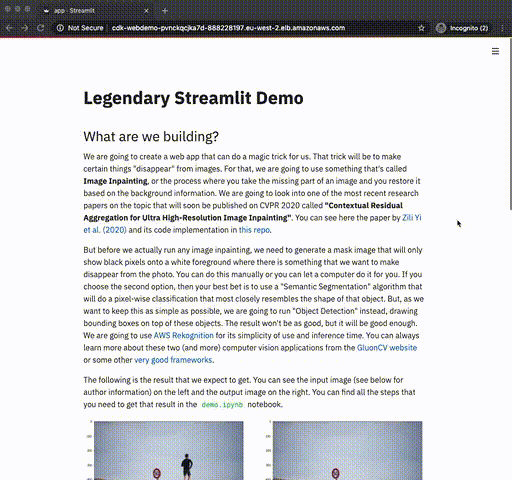 app · Streamlit
Not Secure | cdk-webdemo-pvnckqcjka7d-888228197.eu-west-2.elb.amazonaws.com
Incognito (2)
Legendary Streamlit Demo
What are we building?
We are going to create a web app that can do a magic trick for us. That trick will be to make
certain things "disappear" from images. For that, we are going to use something that's called
Image Inpainting, or the process where you take the missing part of an image and you restore it
based on the background information. We are going to look into one of the most recent research
papers on the topic that will soon be published on CVPR 2020 called "Contextual Residual
Aggregation for Ultra High-Resolution Image Inpainting". You can see here the paper by Zili Yi
et al. (2020) and its code implementation in this repo.
But before we actually run any image inpainting, we need to generate a mask image that will only
show black pixels onto a white foreground where there is something that we want to make
disappear from the photo. You can do this manually or you can let a computer do it for you. If you
choose the second option, then your best bet is to use a "Semantic Segmentation" algorithm that
will do a pixel-wise classification that most closely resembles the shape of that object. But, as we
want to keep this as simple as possible, we are going to run "Object Detection" instead, drawing
bounding boxes on top of these objects. The result won't be as good, but it will be good enough.
We are going to use AWS Rekognition for its simplicity of use and inference time. You can always
learn more about these two (and more) computer vision applications from the GluonCV website
or some other very good frameworks.
The following is the result that we expect to get. You can see the input image (see below for
author information) on the left and the output image on the right. You can find all the steps that
you need to get that result in the demo.ipynb notebook.